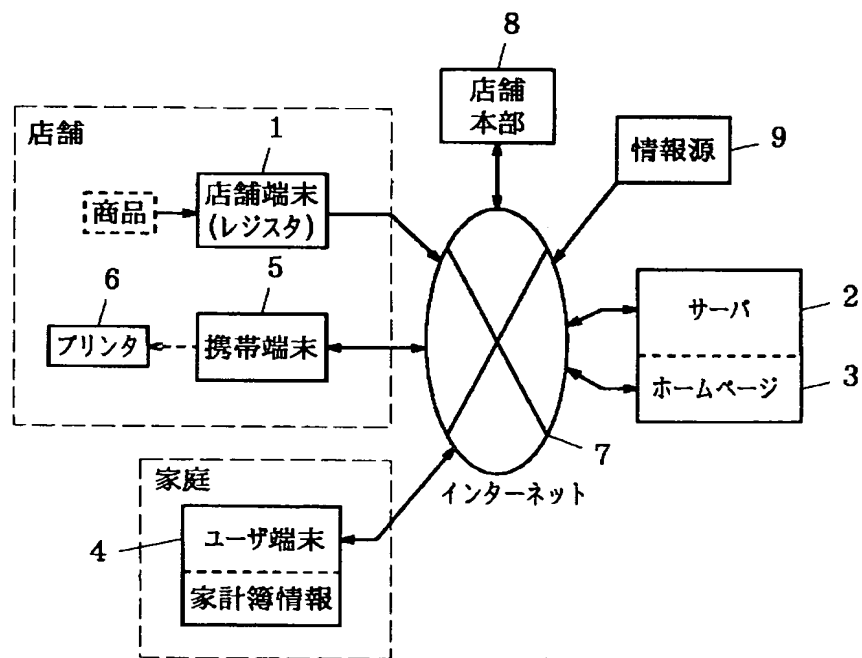 8
店舗
本部
店舗
1
9
情報源
商品
店舗端末
(レジスタ)
6
5
プリンタ
携帯端末
サーバ
2
ホームページ
3
7
インターネット
家庭
4
ユーザ端末
家計簿情報